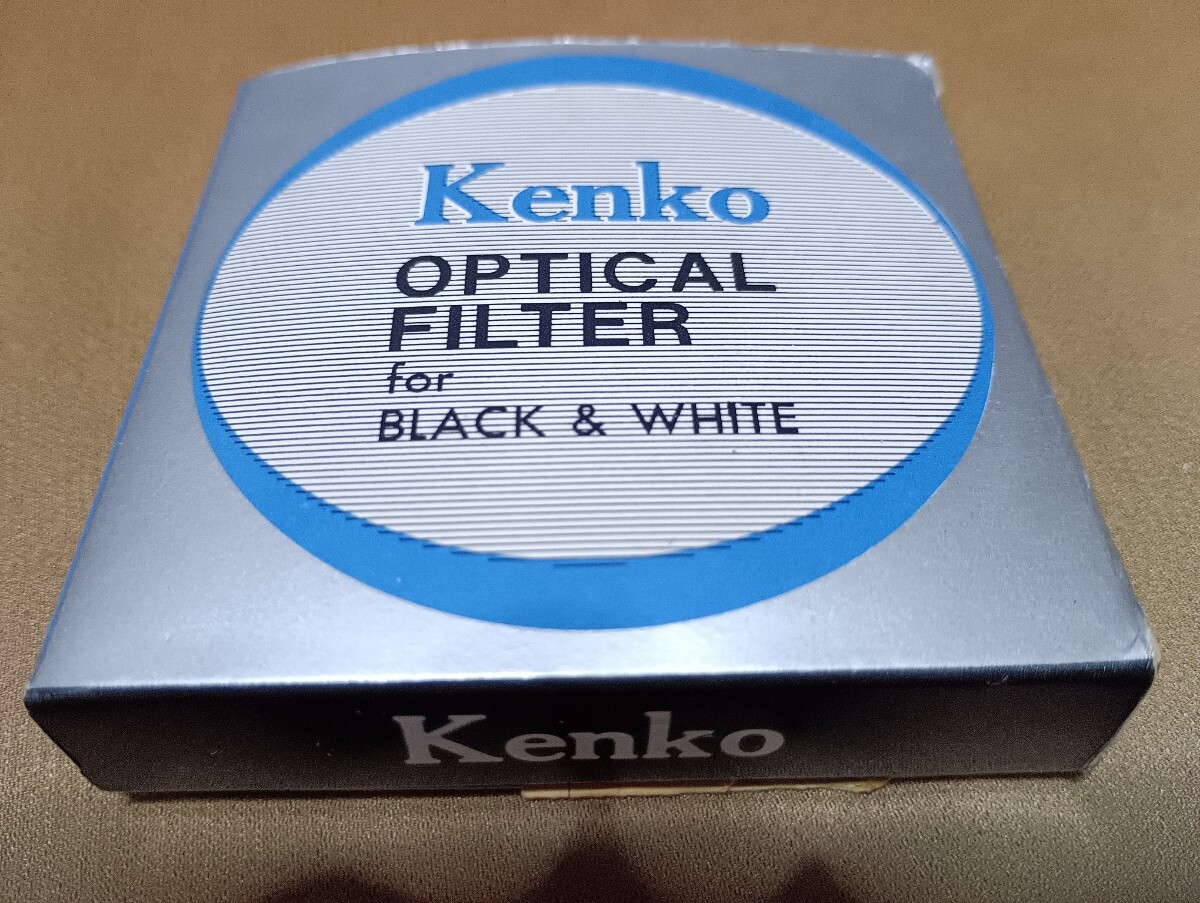 Kenko
OPTICAL
FILTER
for
BLACK & WHITE
Kenko